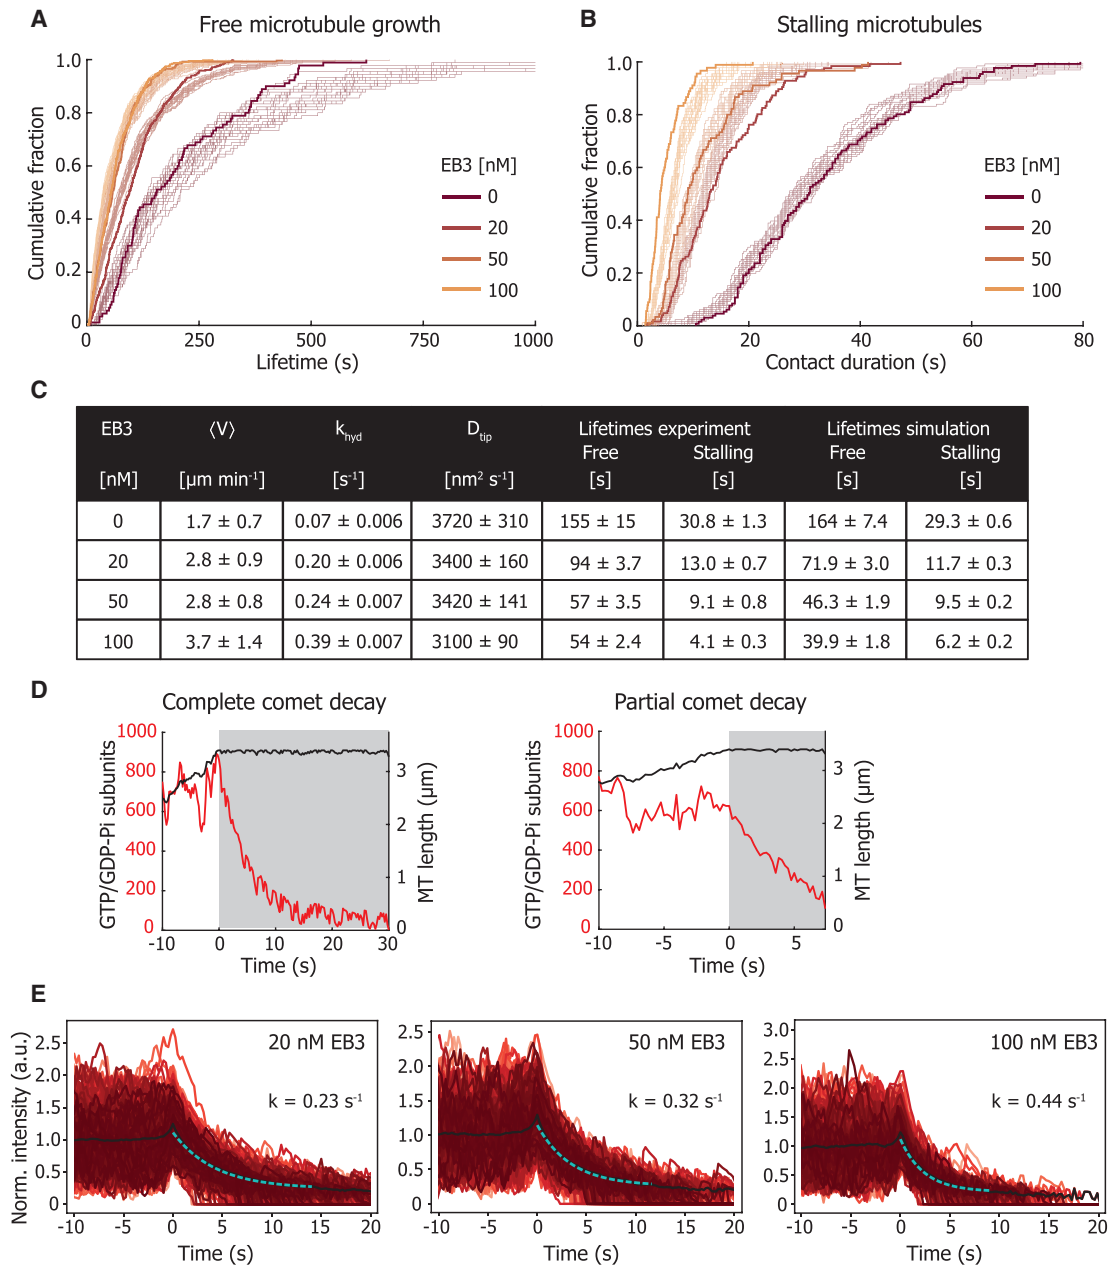 A
Free microtubule growth
1.0
0.8
0.6
0.4
0.2
0
Cumulative fraction
EB3 [nM]
0
20
50
100
0
250
500
750
1000
Lifetime (s)
B
Stalling microtubules
1.0
0.8
0.6
0.4
0.2
0
Cumulative fraction
EB3 [nM]
0
20
50
100
0
20
40
60
80
Contact duration (s)
C
EB3 ⟨V⟩ k_hyd D_tip Lifetimes experiment Lifetimes simulation
Free Stalling Free Stalling
[nM] [µm min⁻¹] [s⁻¹] [nm² s⁻¹] [s] [s] [s] [s]
0 1.7 ± 0.7 0.07 ± 0.006 3720 ± 310 155 ± 15 30.8 ± 1.3 164 ± 7.4 29.3 ± 0.6
20 2.8 ± 0.9 0.20 ± 0.006 3400 ± 160 94 ± 3.7 13.0 ± 0.7 71.9 ± 3.0 11.7 ± 0.3
50 2.8 ± 0.8 0.24 ± 0.007 3420 ± 141 57 ± 3.5 9.1 ± 0.8 46.3 ± 1.9 9.5 ± 0.2
100 3.7 ± 1.4 0.39 ± 0.007 3100 ± 90 54 ± 2.4 4.1 ± 0.3 39.9 ± 1.8 6.2 ± 0.2
D
Complete comet decay
1000
800
600
400
200
0
GTP/GDP-Pi subunits
3
2
1
0
MT length (µm)
-10 0 10 20 30
Time (s)
Partial comet decay
1000
800
600
400
200
0
GTP/GDP-Pi subunits
3
2
1
0
MT length (µm)
-10 -5 0 5
Time (s)
E
Norm. intensity (a.u.)
2.5
2.0
1.5
1.0
0.5
0
20 nM EB3
k = 0.23 s⁻¹
-10 -5 0 5 10 15 20
Time (s)
2.5
2.0
1.5
1.0
0.5
0
50 nM EB3
k = 0.32 s⁻¹
-10 -5 0 5 10 15 20
Time (s)
3.0
2.5
2.0
1.5
1.0
0.5
0
100 nM EB3
k = 0.44 s⁻¹
-10 -5 0 5 10 15 20
Time (s)